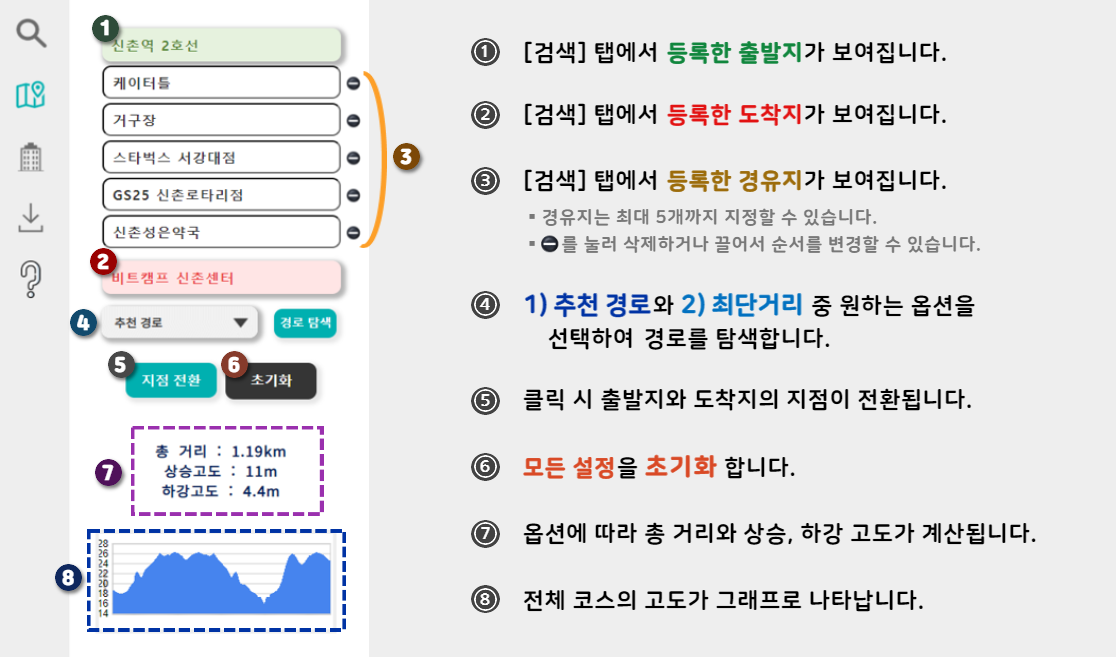 1
신촌역 2호선
케이터틀
거구장
스타벅스 서강대점
GS25 신촌로타리점
신촌성은약국
3
2
비트캠프 신촌센터
4
추천 경로
경로 탐색
5
지점 전환
6
초기화
7
총 거리 : 1.19km
상승고도 : 11m
하강고도 : 4.4m
8
28
26
24
22
20
18
16
14
① [검색] 탭에서 등록한 출발지가 보여집니다.
② [검색] 탭에서 등록한 도착지가 보여집니다.
③ [검색] 탭에서 등록한 경유지가 보여집니다.
▪ 경유지는 최대 5개까지 지정할 수 있습니다.
▪ ⊖를 눌러 삭제하거나 끌어서 순서를 변경할 수 있습니다.
④ 1) 추천 경로와 2) 최단거리 중 원하는 옵션을
선택하여 경로를 탐색합니다.
⑤ 클릭 시 출발지와 도착지의 지점이 전환됩니다.
⑥ 모든 설정을 초기화 합니다.
⑦ 옵션에 따라 총 거리와 상승, 하강 고도가 계산됩니다.
⑧ 전체 코스의 고도가 그래프로 나타납니다.